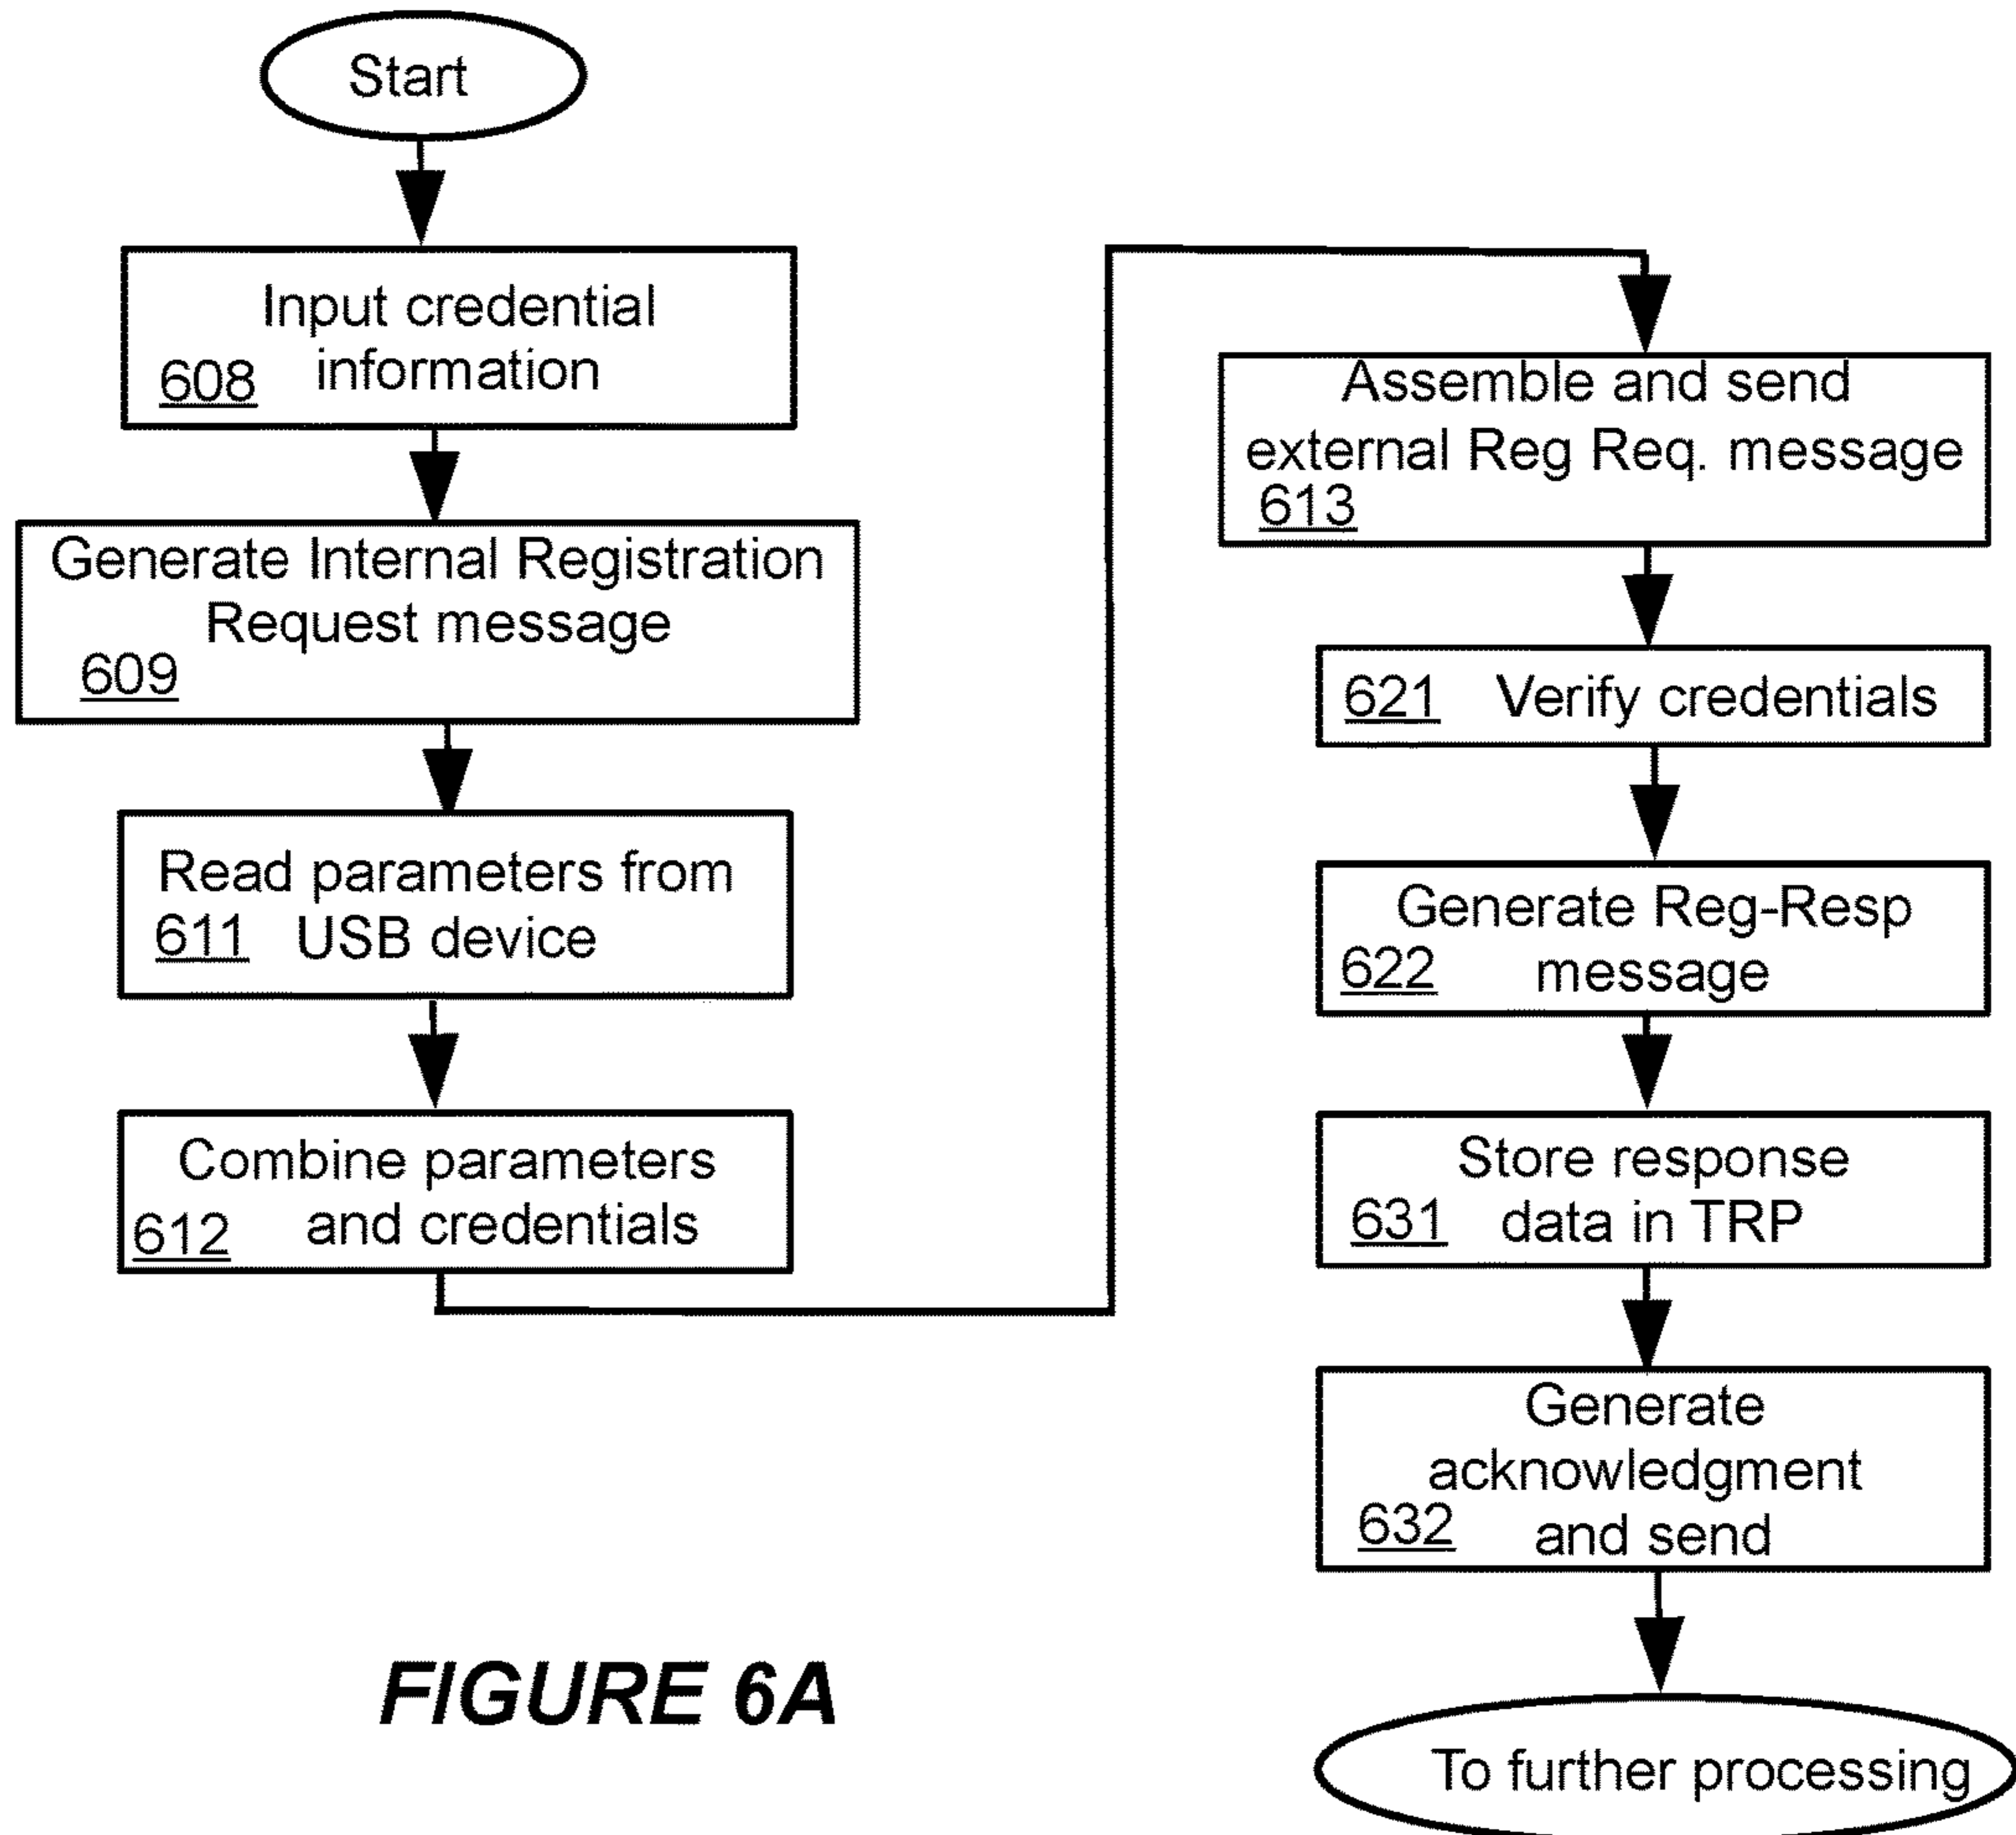 Start
Input credential
information
608
Generate Internal Registration
Request message
609
Read parameters from
611 USB device
Combine parameters
and credentials
612
Assemble and send
external Reg Req. message
613
621 Verify credentials
Generate Reg-Resp
622 message
Store response
631 data in TRP
Generate
acknowledgment
632 and send
To further processing
FIGURE 6A